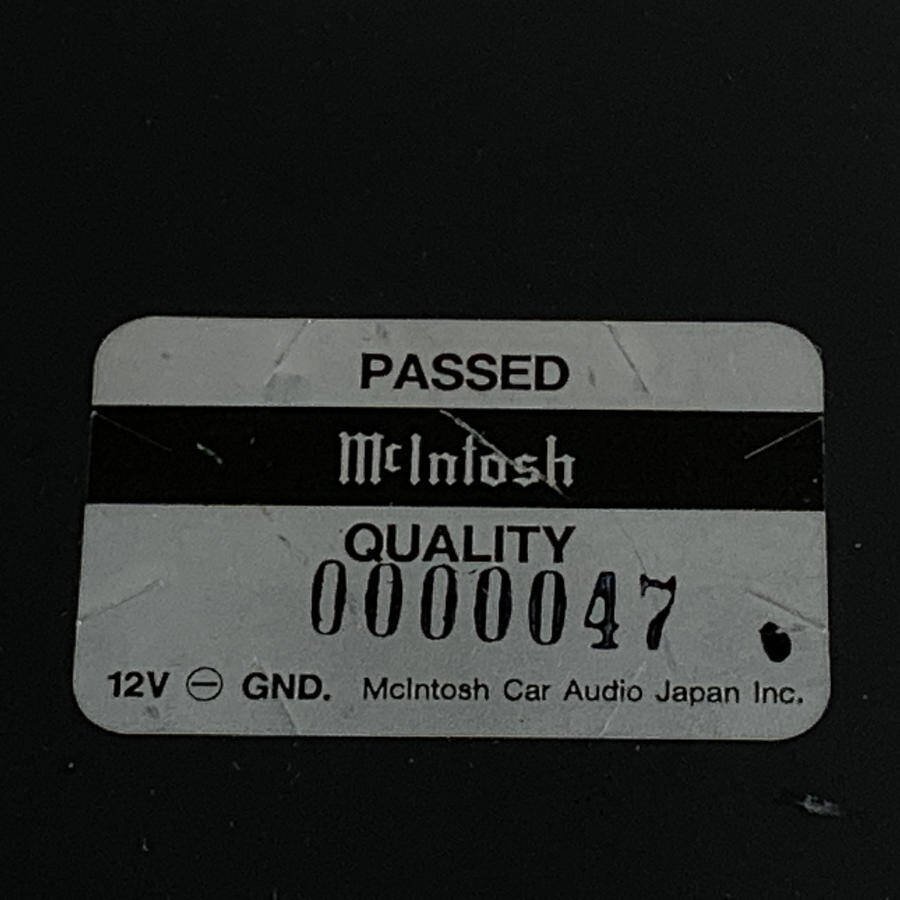 PASSED
McIntosh
QUALITY
0000047
12V ⊖ GND. McIntosh Car Audio Japan Inc.